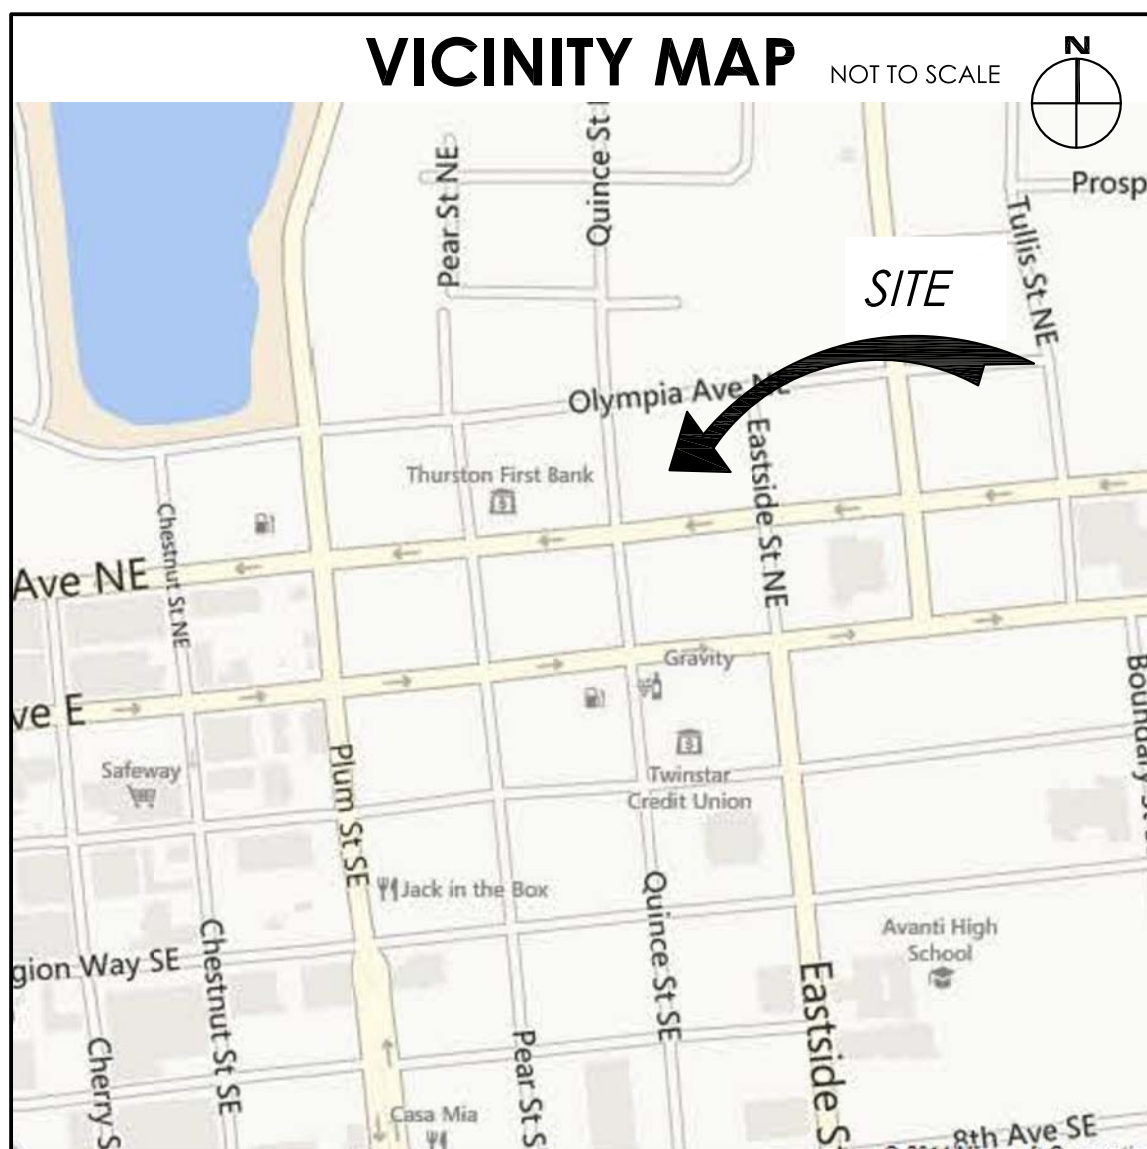 VICINITY MAP
NOT TO SCALE
N
Pear St NE
Quince St
Prosp
Tullis St NE
SITE
Olympia Ave NE
Thurston First Bank
Eastside St NE
Chestnut St NE
Ave NE
Gravity
ve E
Safeway
Plum St SE
Twinstar
Credit Union
Boundary St
Jack in the Box
Quince St SE
Avanti High
School
gion Way SE
Chestnut St SE
Eastside S
Cherry S
Pear St S
Casa Mia
8th Ave SE